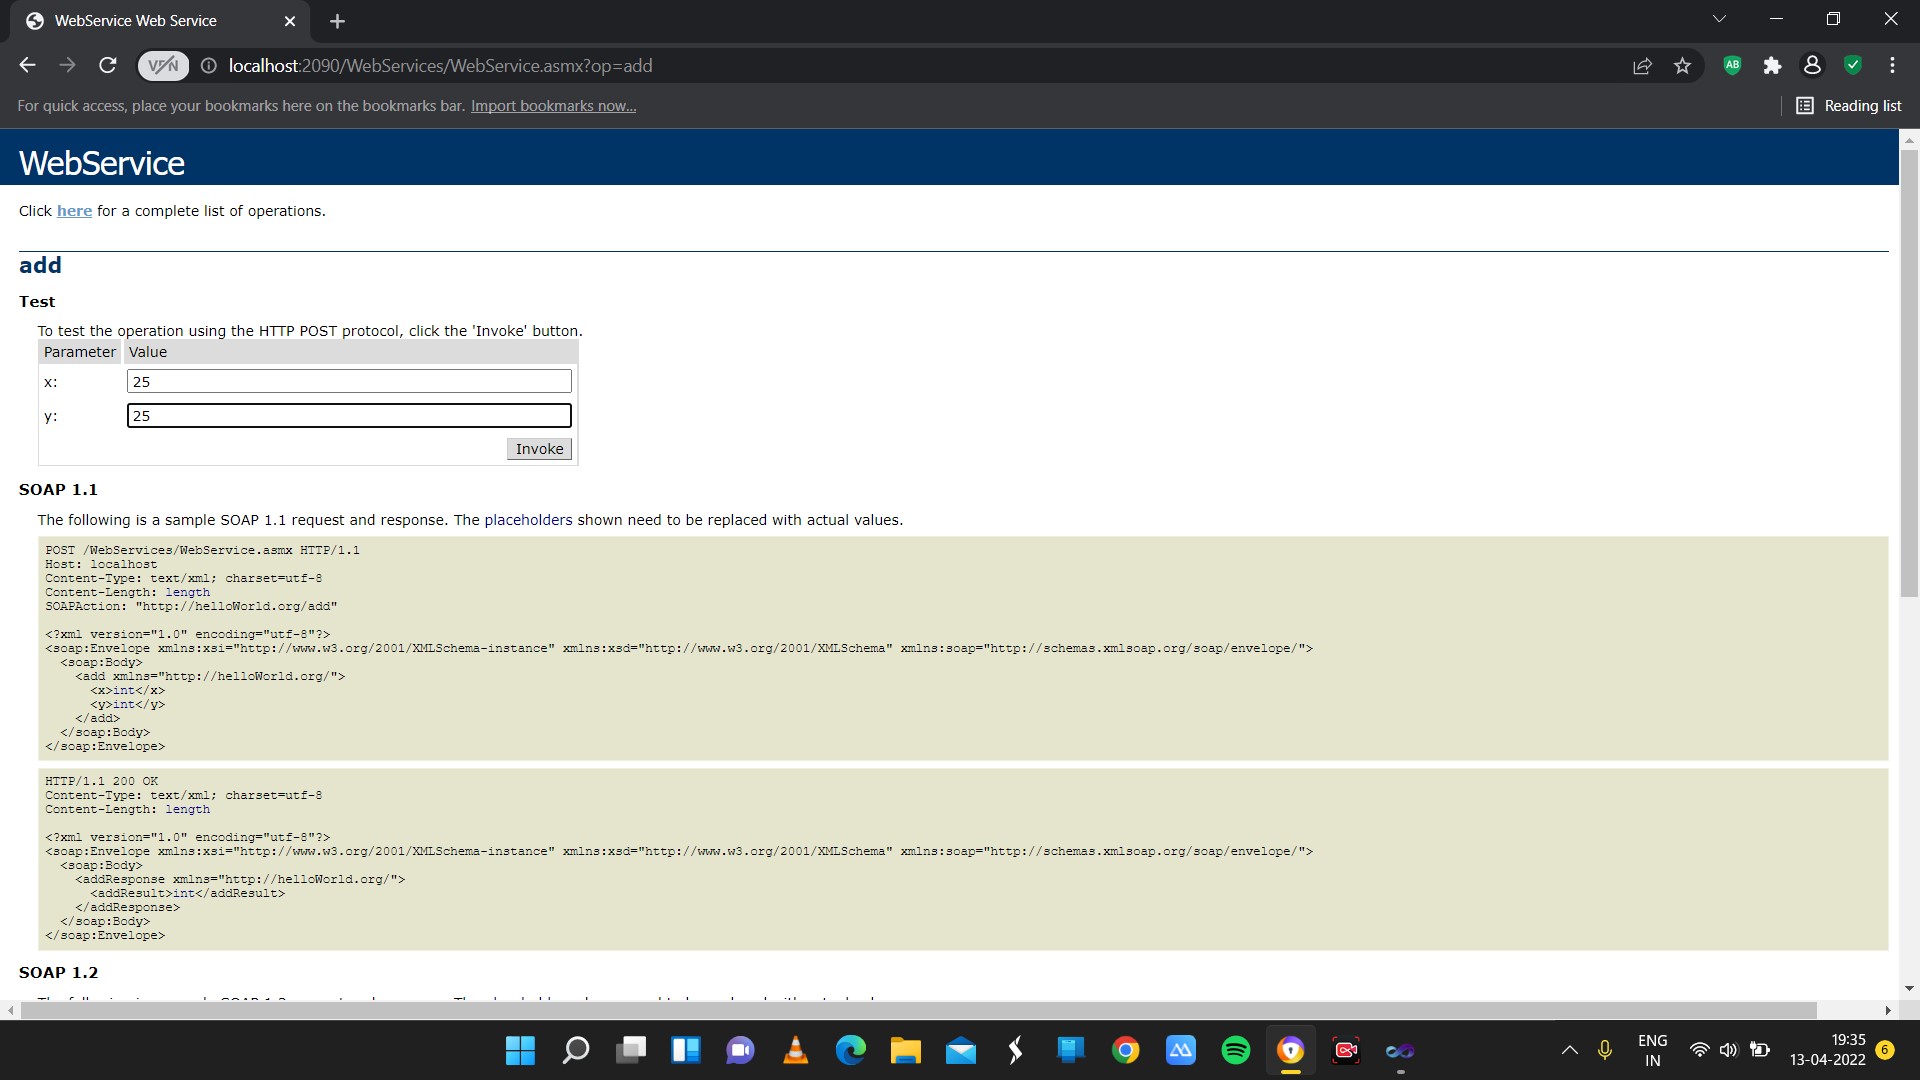 WebService Web Service
VPN
localhost:2090/WebServices/WebService.asmx?op=add
AB
For quick access, place your bookmarks here on the bookmarks bar. Import bookmarks now...
Reading list
WebService
Click here for a complete list of operations.
add
Test
To test the operation using the HTTP POST protocol, click the 'Invoke' button.
Parameter Value
x: 25
y: 25
Invoke
SOAP 1.1
The following is a sample SOAP 1.1 request and response. The placeholders shown need to be replaced with actual values.
POST /WebServices/WebService.asmx HTTP/1.1
Host: localhost
Content-Type: text/xml; charset=utf-8
Content-Length: length
SOAPAction: "http://helloWorld.org/add"
<?xml version="1.0" encoding="utf-8"?>
<soap:Envelope xmlns:xsi="http://www.w3.org/2001/XMLSchema-instance" xmlns:xsd="http://www.w3.org/2001/XMLSchema" xmlns:soap="http://schemas.xmlsoap.org/soap/envelope/">
<soap:Body>
<add xmlns="http://helloWorld.org/">
<x>int</x>
<y>int</y>
</add>
</soap:Body>
</soap:Envelope>
HTTP/1.1 200 OK
Content-Type: text/xml; charset=utf-8
Content-Length: length
<?xml version="1.0" encoding="utf-8"?>
<soap:Envelope xmlns:xsi="http://www.w3.org/2001/XMLSchema-instance" xmlns:xsd="http://www.w3.org/2001/XMLSchema" xmlns:soap="http://schemas.xmlsoap.org/soap/envelope/">
<soap:Body>
<addResponse xmlns="http://helloWorld.org/">
<addResult>int</addResult>
</addResponse>
</soap:Body>
</soap:Envelope>
SOAP 1.2
ENG
IN
19:35
13-04-2022
6